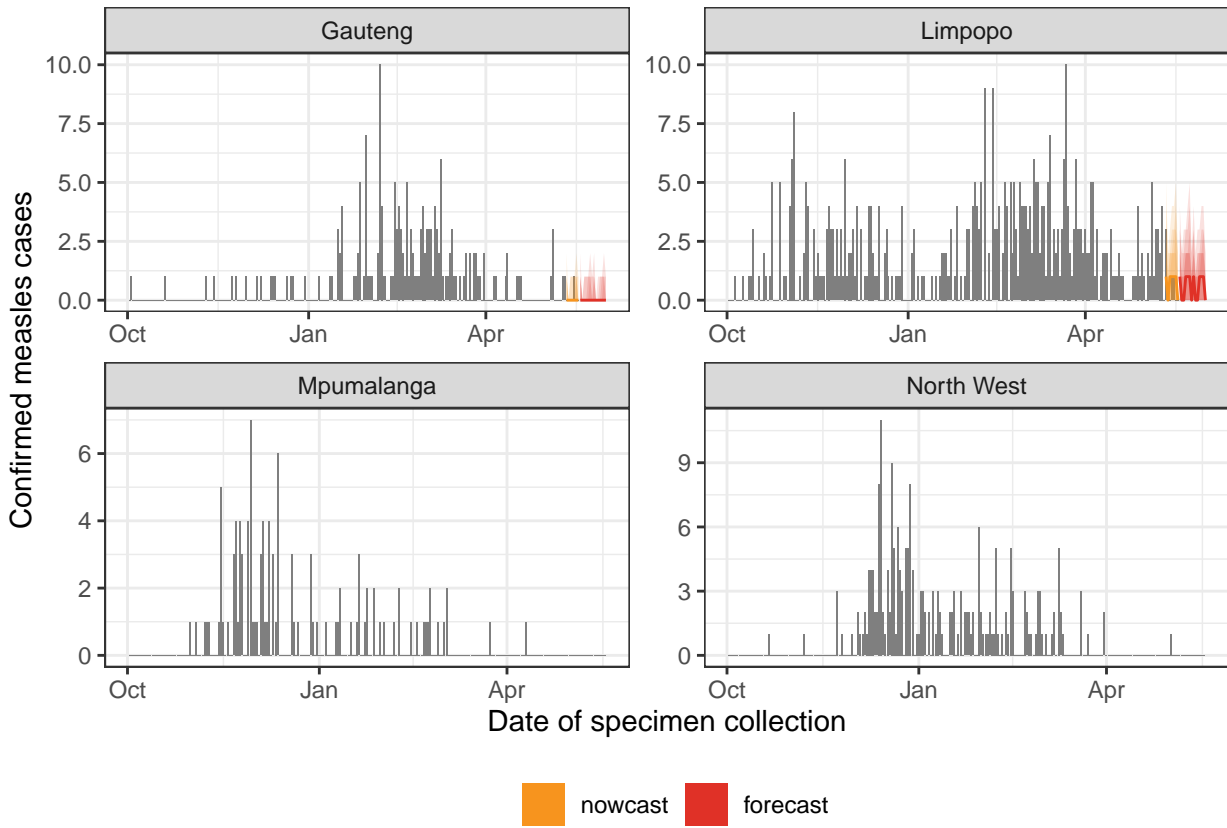 Gauteng
Limpopo
10.0
7.5
5.0
2.5
0.0
Oct
Jan
Apr
10.0
7.5
5.0
2.5
0.0
Oct
Jan
Apr
Confirmed measles cases
Mpumalanga
North West
6
4
2
0
Oct
Jan
Apr
9
6
3
0
Oct
Jan
Apr
Date of specimen collection
nowcast
forecast